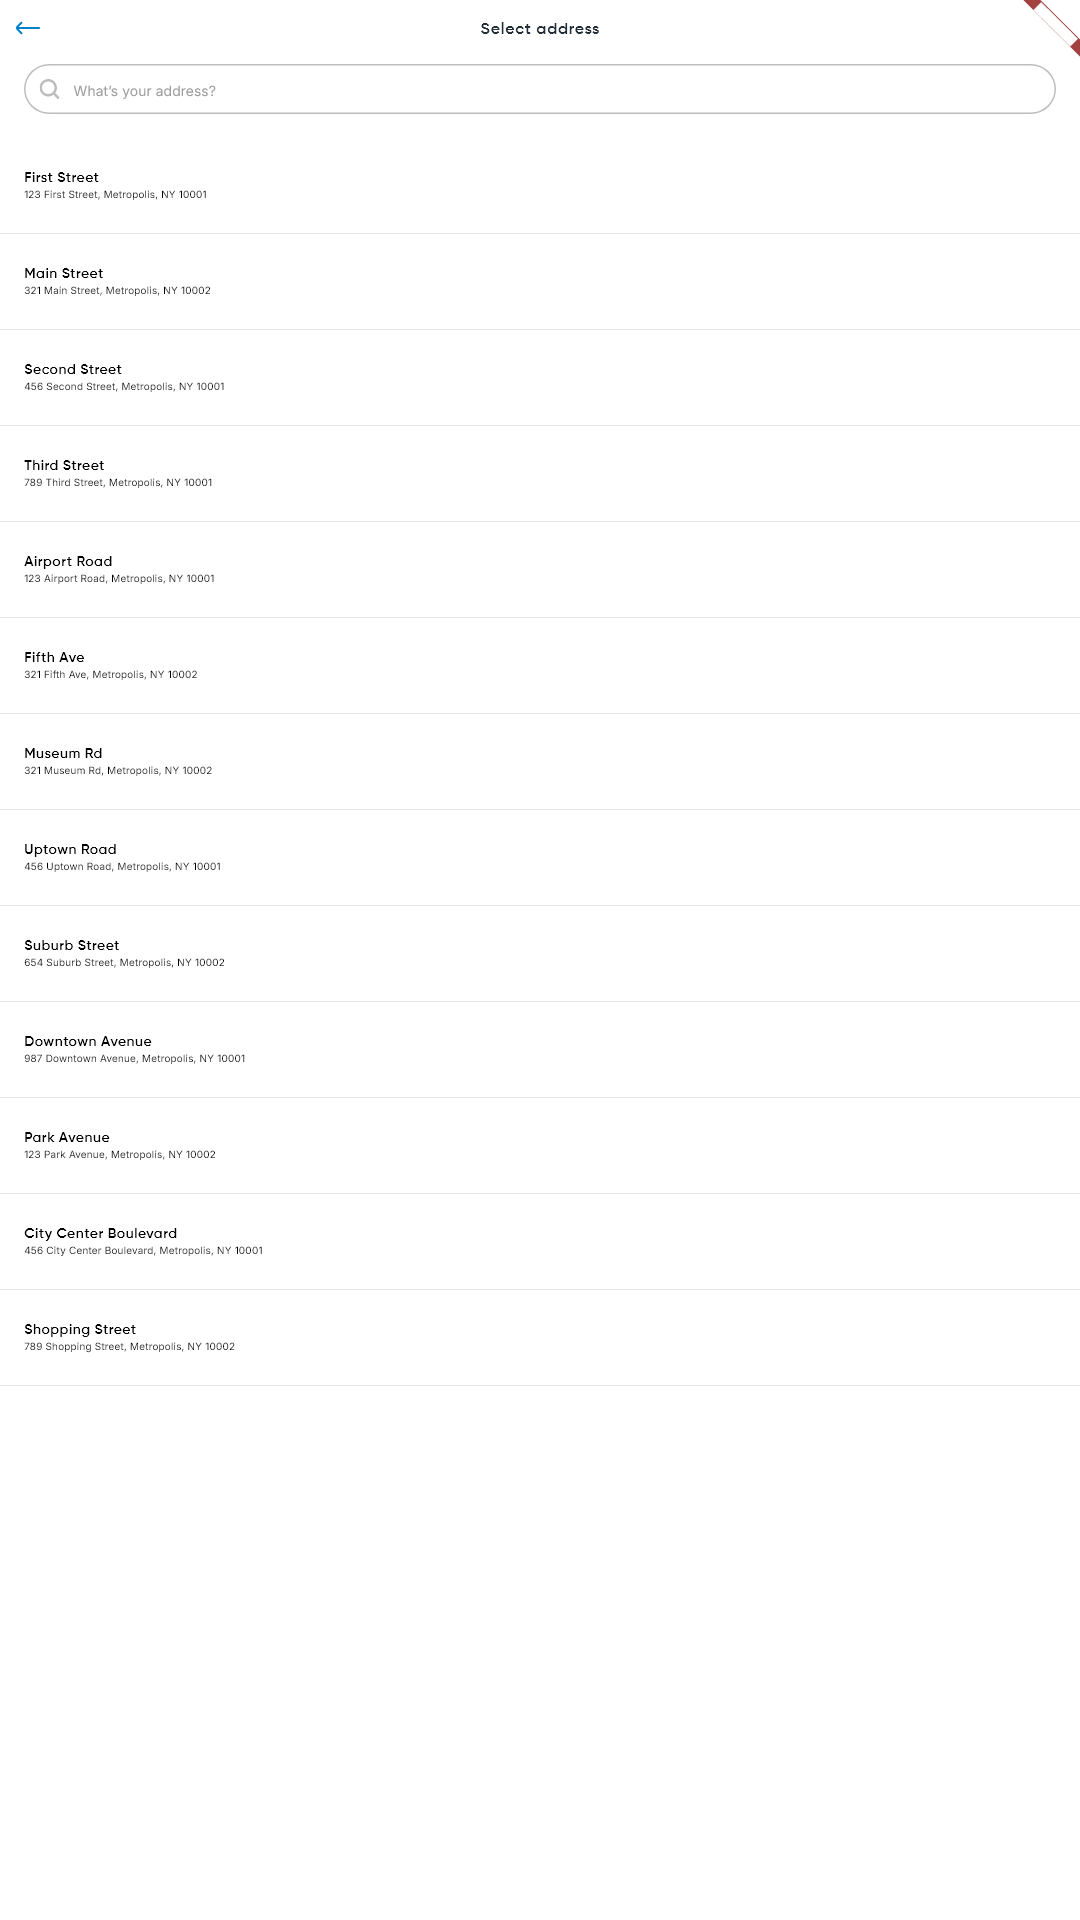 Select address
What's your address?
First Street
123 First Street, Metropolis, NY 10001
Main Street
321 Main Street, Metropolis, NY 10002
Second Street
456 Second Street, Metropolis, NY 10001
Third Street
789 Third Street, Metropolis, NY 10001
Airport Road
123 Airport Road, Metropolis, NY 10001
Fifth Ave
321 Fifth Ave, Metropolis, NY 10002
Museum Rd
321 Museum Rd, Metropolis, NY 10002
Uptown Road
456 Uptown Road, Metropolis, NY 10001
Suburb Street
654 Suburb Street, Metropolis, NY 10002
Downtown Avenue
987 Downtown Avenue, Metropolis, NY 10001
Park Avenue
123 Park Avenue, Metropolis, NY 10002
City Center Boulevard
456 City Center Boulevard, Metropolis, NY 10001
Shopping Street
789 Shopping Street, Metropolis, NY 10002